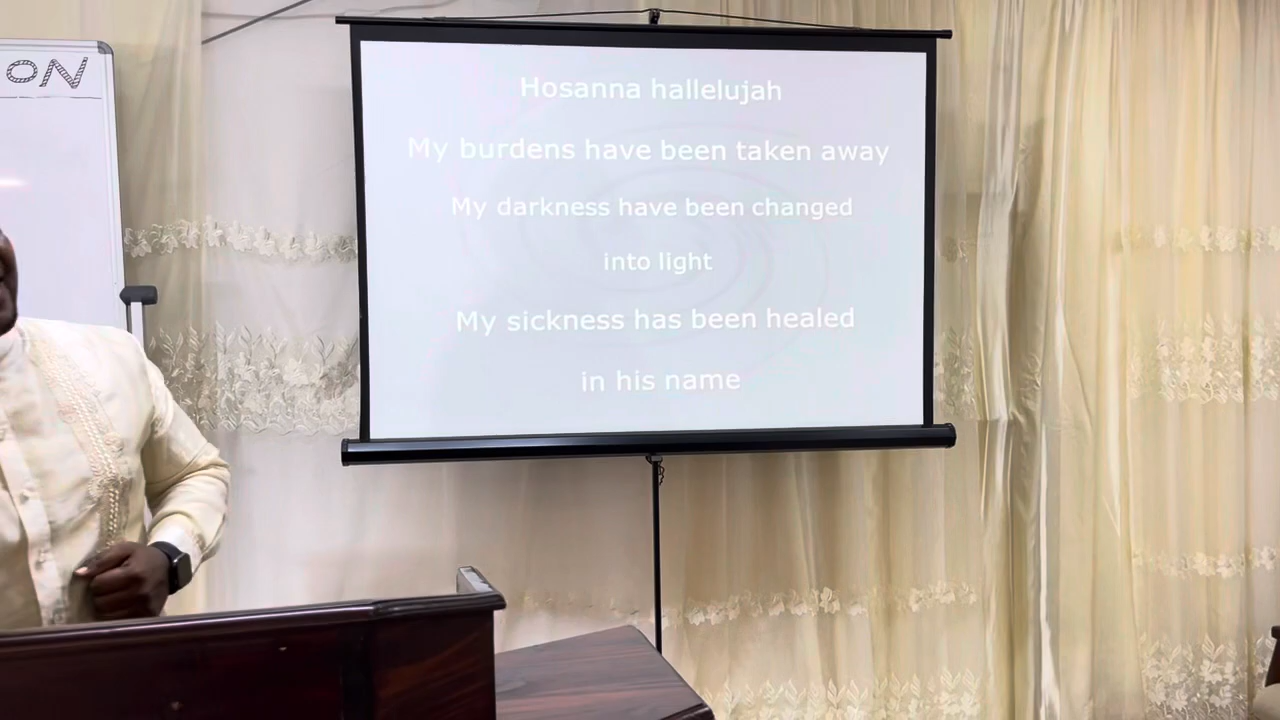 ON
Hosanna hallelujah
My burdens have been taken away
My darkness have been changed
into light
My sickness has been healed
in his name